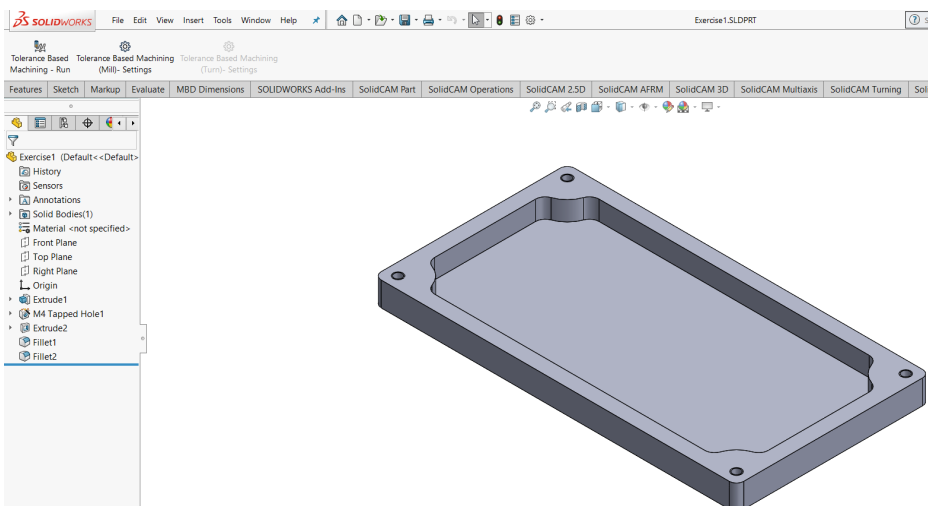 SOLIDWORKS File Edit View Insert Tools Window Help Exercise1.SLDPRT
Tolerance Based Machining - Run
Tolerance Based Machining (Mill)- Settings
Tolerance Based Machining (Turn)- Settings
Features Sketch Markup Evaluate MBD Dimensions SOLIDWORKS Add-Ins SolidCAM Part SolidCAM Operations SolidCAM 2.5D SolidCAM AFRM SolidCAM 3D SolidCAM Multiaxis SolidCAM Turning Soli
Exercise1 (Default<<Default>
History
Sensors
Annotations
Solid Bodies(1)
Material <not specified>
Front Plane
Top Plane
Right Plane
Origin
Extrude1
M4 Tapped Hole1
Extrude2
Fillet1
Fillet2